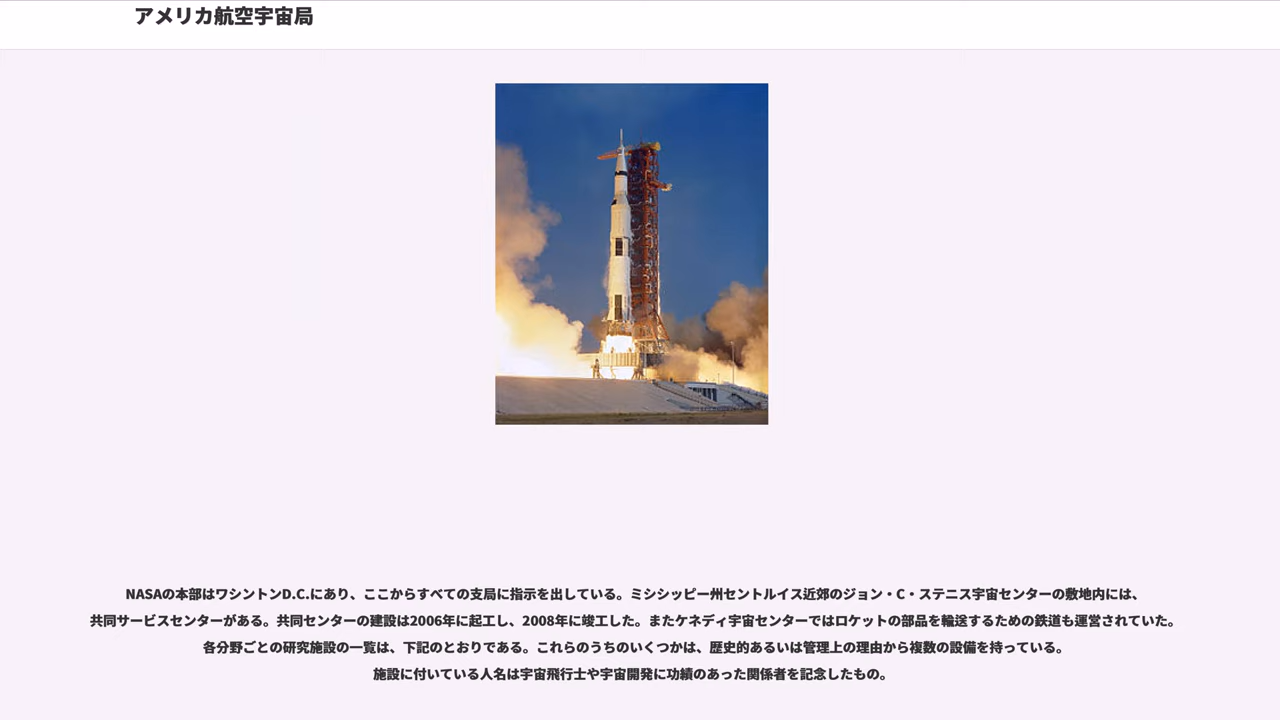 アメリカ航空宇宙局
NASAの本部はワシントンD.C.にあり、ここからすべての支局に指示を出している。ミシシッピー州セントルイス近郊のジョン・C・ステニス宇宙センターの敷地内には、
共同サービスセンターがある。共同センターの建設は2006年に起工し、2008年に竣工した。またケネディ宇宙センターではロケットの部品を輸送するための鉄道も運営されていた。
各分野ごとの研究施設の一覧は、下記のとおりである。これらのうちのいくつかは、歴史的あるいは管理上の理由から複数の設備を持っている。
施設に付いている人名は宇宙飛行士や宇宙開発に功績のあった関係者を記念したもの。